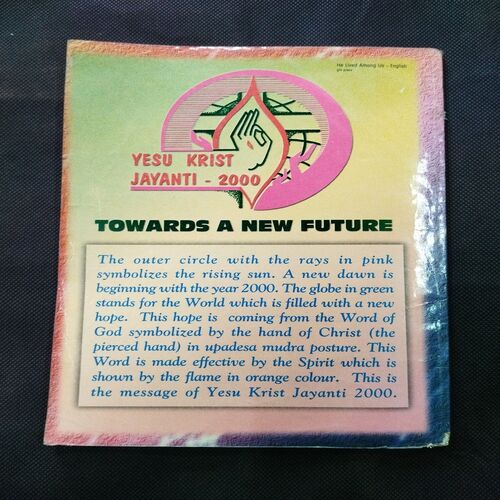 He Lived Among Us - English
YESU KRIST
JAYANTI - 2000
TOWARDS A NEW FUTURE
The outer circle with the rays in pink
symbolizes the rising sun. A new dawn is
beginning with the year 2000. The globe in green
stands for the World which is filled with a new
hope. This hope is coming from the Word of
God symbolized by the hand of Christ (the
pierced hand) in upadesa mudra posture. This
Word is made effective by the Spirit which is
shown by the flame in orange colour. This is
the message of Yesu Krist Jayanti 2000.